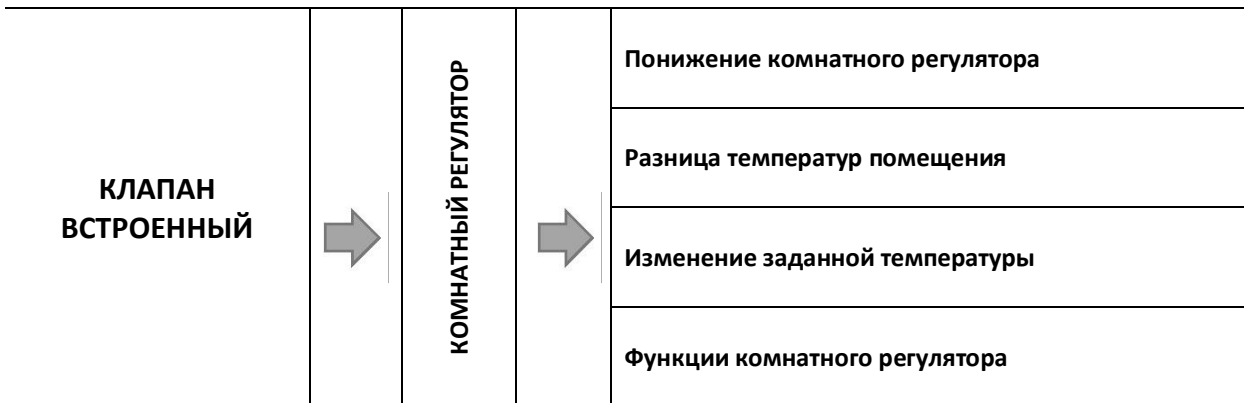 КЛАПАН
ВСТРОЕННЫЙ
КОМНАТНЫЙ РЕГУЛЯТОР
Понижение комнатного регулятора
Разница температур помещения
Изменение заданной температуры
Функции комнатного регулятора